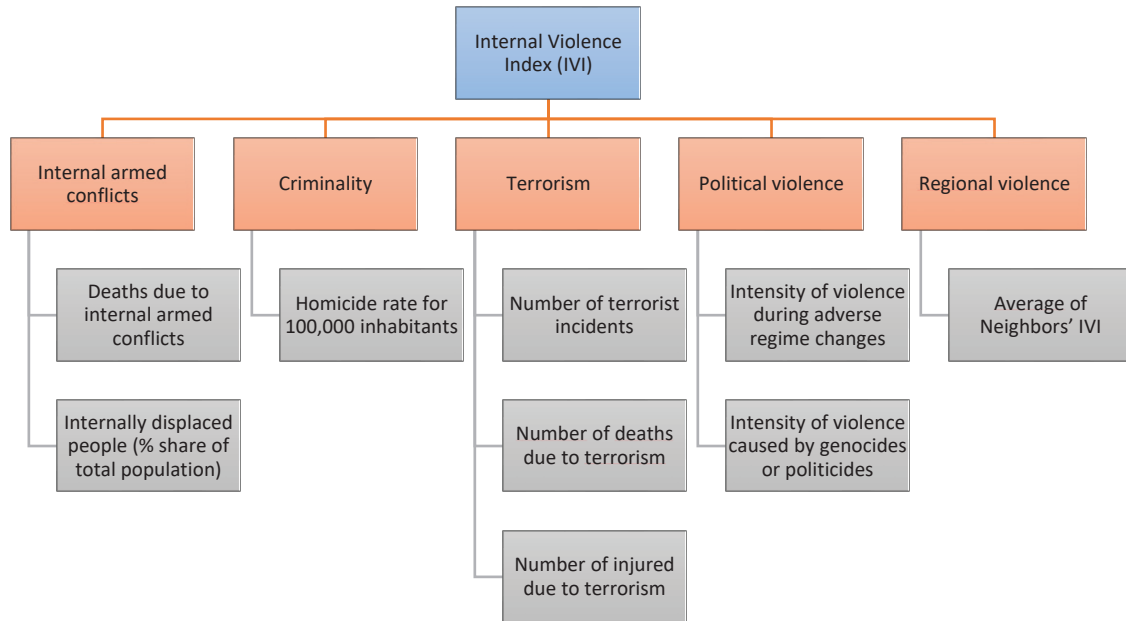 Internal Violence
Index (IVI)
Internal armed
conflicts
Criminality
Terrorism
Political violence
Regional violence
Deaths due to
internal armed
conflicts
Internally displaced
people (% share of
total population)
Homicide rate for
100,000 inhabitants
Number of terrorist
incidents
Number of deaths
due to terrorism
Number of injured
due to terrorism
Intensity of violence
during adverse
regime changes
Intensity of violence
caused by genocides
or politicides
Average of
Neighbors’ IVI